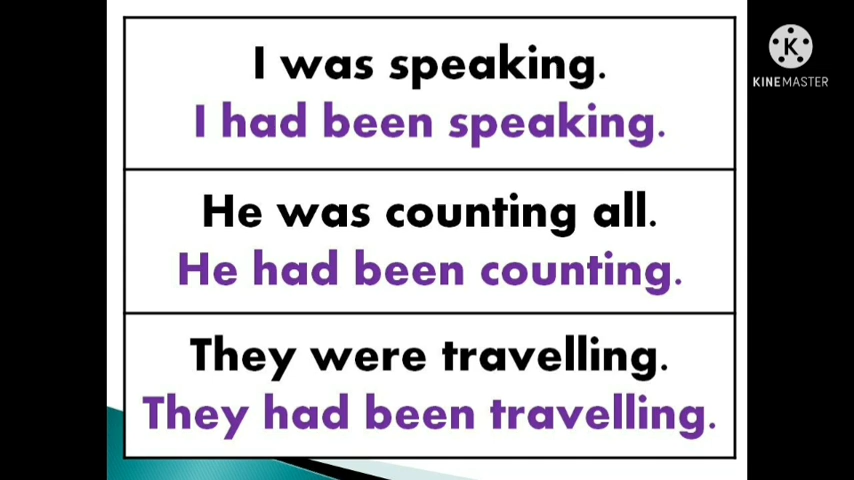 I was speaking.
I had been speaking.
He was counting all.
He had been counting.
They were travelling.
They had been travelling.
K
KINEMASTER